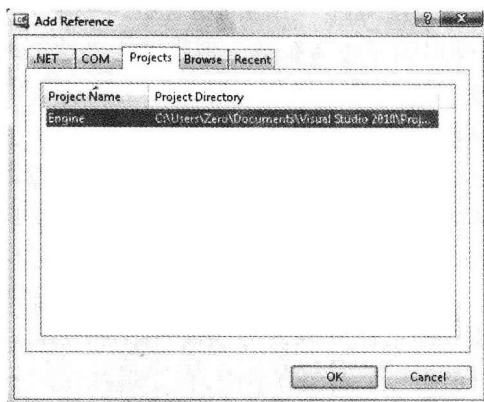 Add Reference
.NET COM Projects Browse Recent
Project Name Project Directory
Engine C:\Users\Zero\Documents\Visual Studio 2010\Proj...
OK Cancel